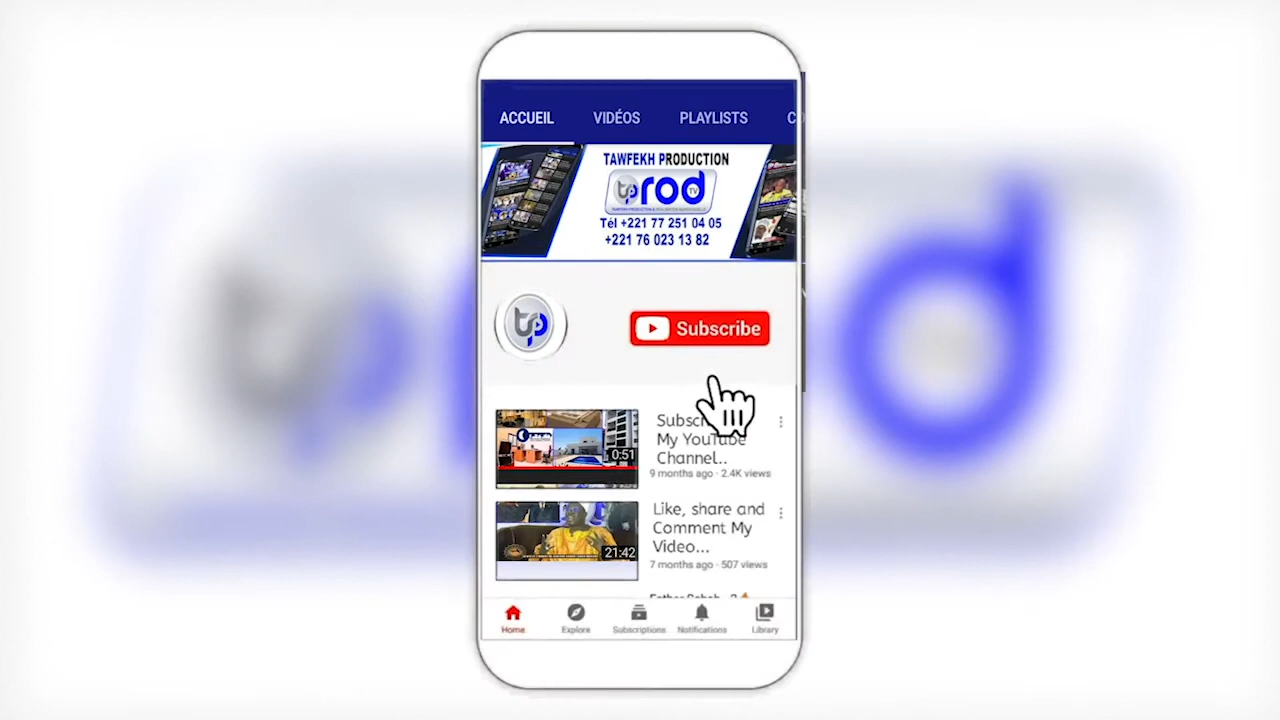 ACCUEIL VIDÉOS PLAYLISTS
TAWFEKH PRODUCTION
tprod TV
Tél +221 77 251 04 05
+221 76 023 13 82
tp
Subscribe
My YouTube
Channel..
9 months ago · 2.4K views
0:51
Like, share and
Comment My
Video...
7 months ago · 507 views
21:42
Home Explore Subscriptions Notifications Library